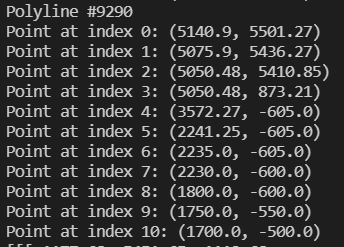 Polyline #9290
Point at index 0: (5140.9, 5501.27)
Point at index 1: (5075.9, 5436.27)
Point at index 2: (5050.48, 5410.85)
Point at index 3: (5050.48, 873.21)
Point at index 4: (3572.27, -605.0)
Point at index 5: (2241.25, -605.0)
Point at index 6: (2235.0, -605.0)
Point at index 7: (2230.0, -600.0)
Point at index 8: (1800.0, -600.0)
Point at index 9: (1750.0, -550.0)
Point at index 10: (1700.0, -500.0)